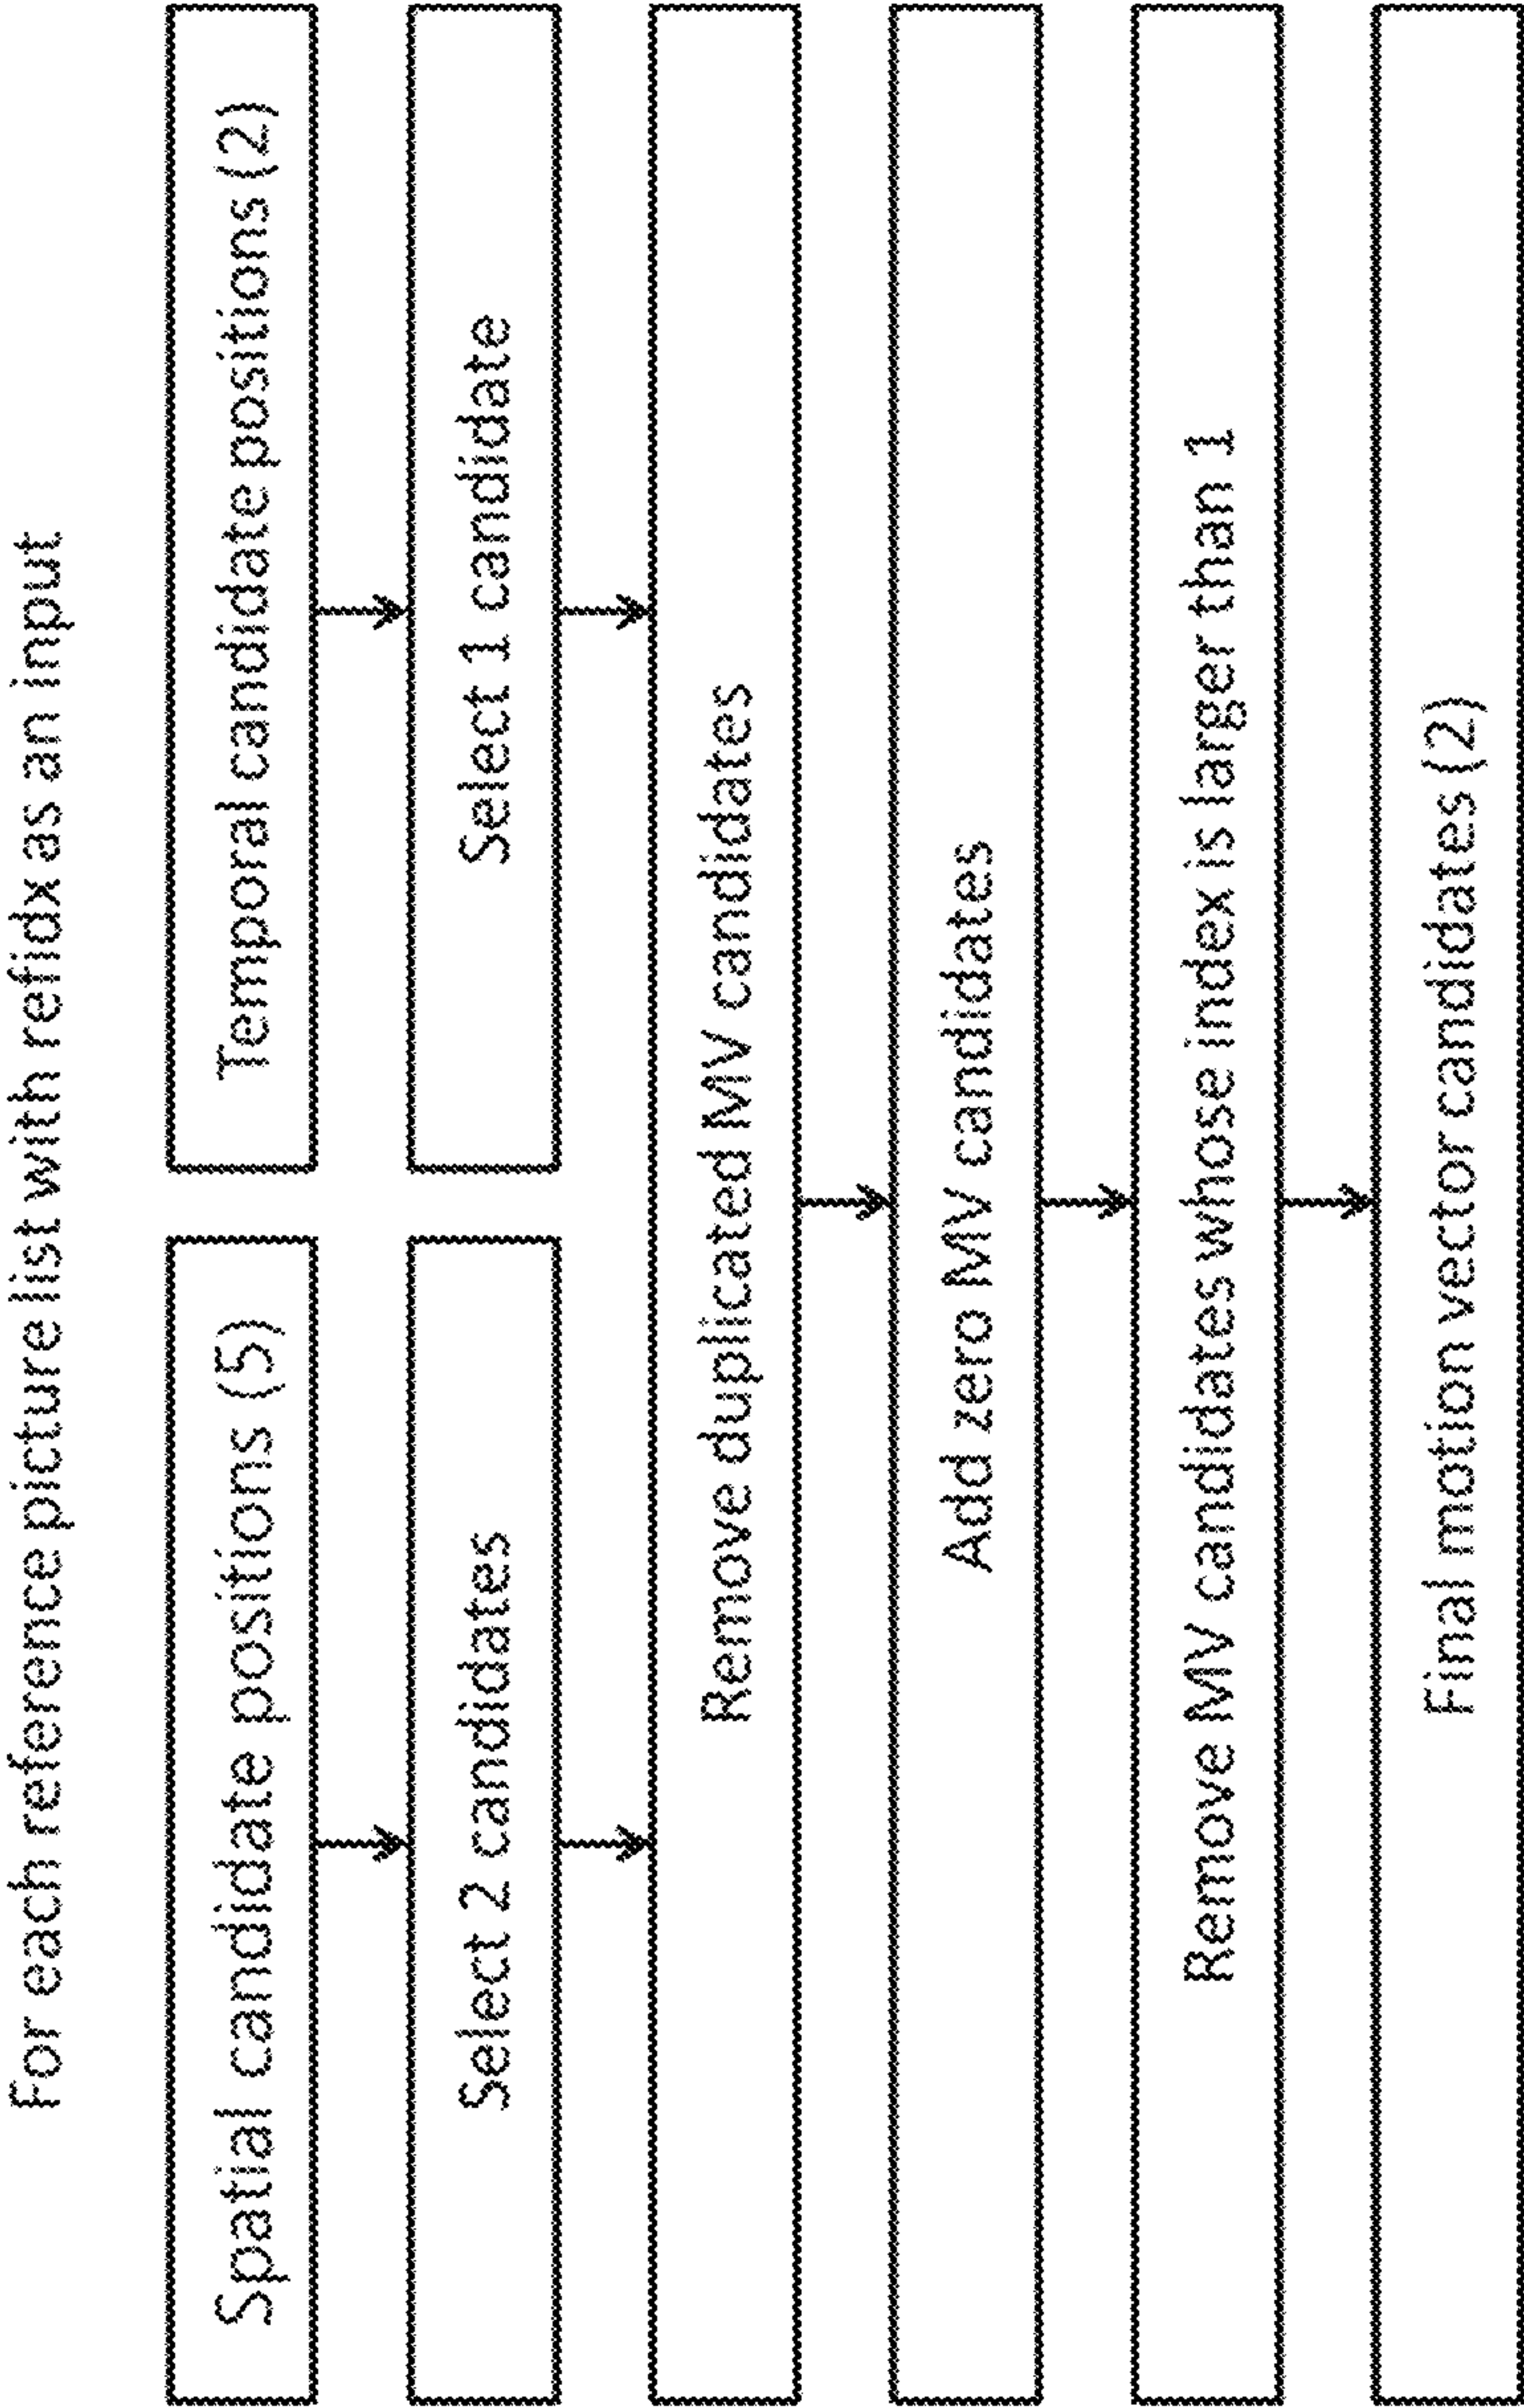 For each reference picture list with refidx as an input
Spatial candidate positions (5)
Temporal candidate positions (2)
Select 2 candidates
Select 1 candidate
Remove duplicated MV candidates
Add zero MV candidates
Remove MV candidates whose index is larger than 1
Final motion vector candidates (2)